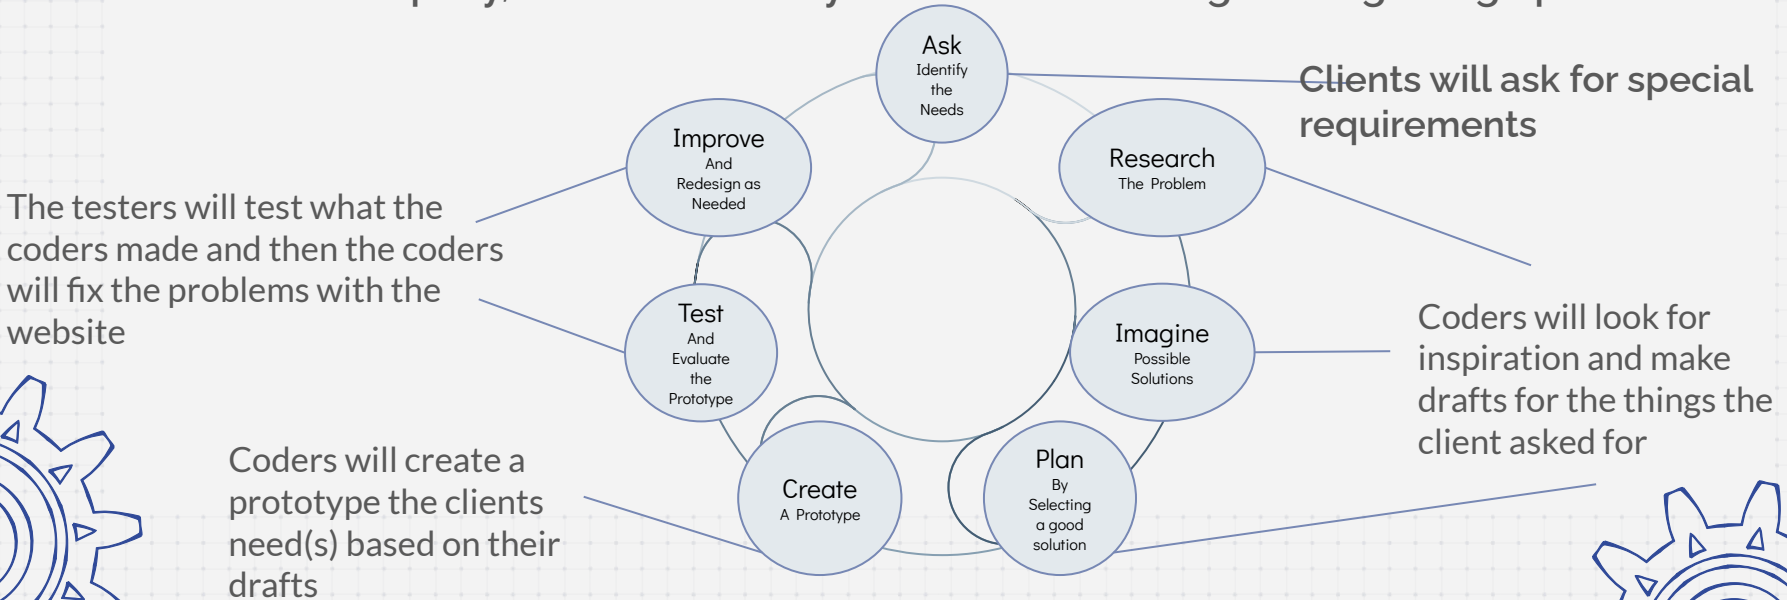 Ask
Identify
the
Needs
Clients will ask for special
requirements
Improve
And
Redesign as
Needed
Research
The Problem
The testers will test what the
coders made and then the coders
will fix the problems with the
website
Test
And
Evaluate
the
Prototype
Imagine
Possible
Solutions
Coders will look for
inspiration and make
drafts for the things the
client asked for
Coders will create a
prototype the clients
need(s) based on their
drafts
Create
A Prototype
Plan
By
Selecting
a good
solution